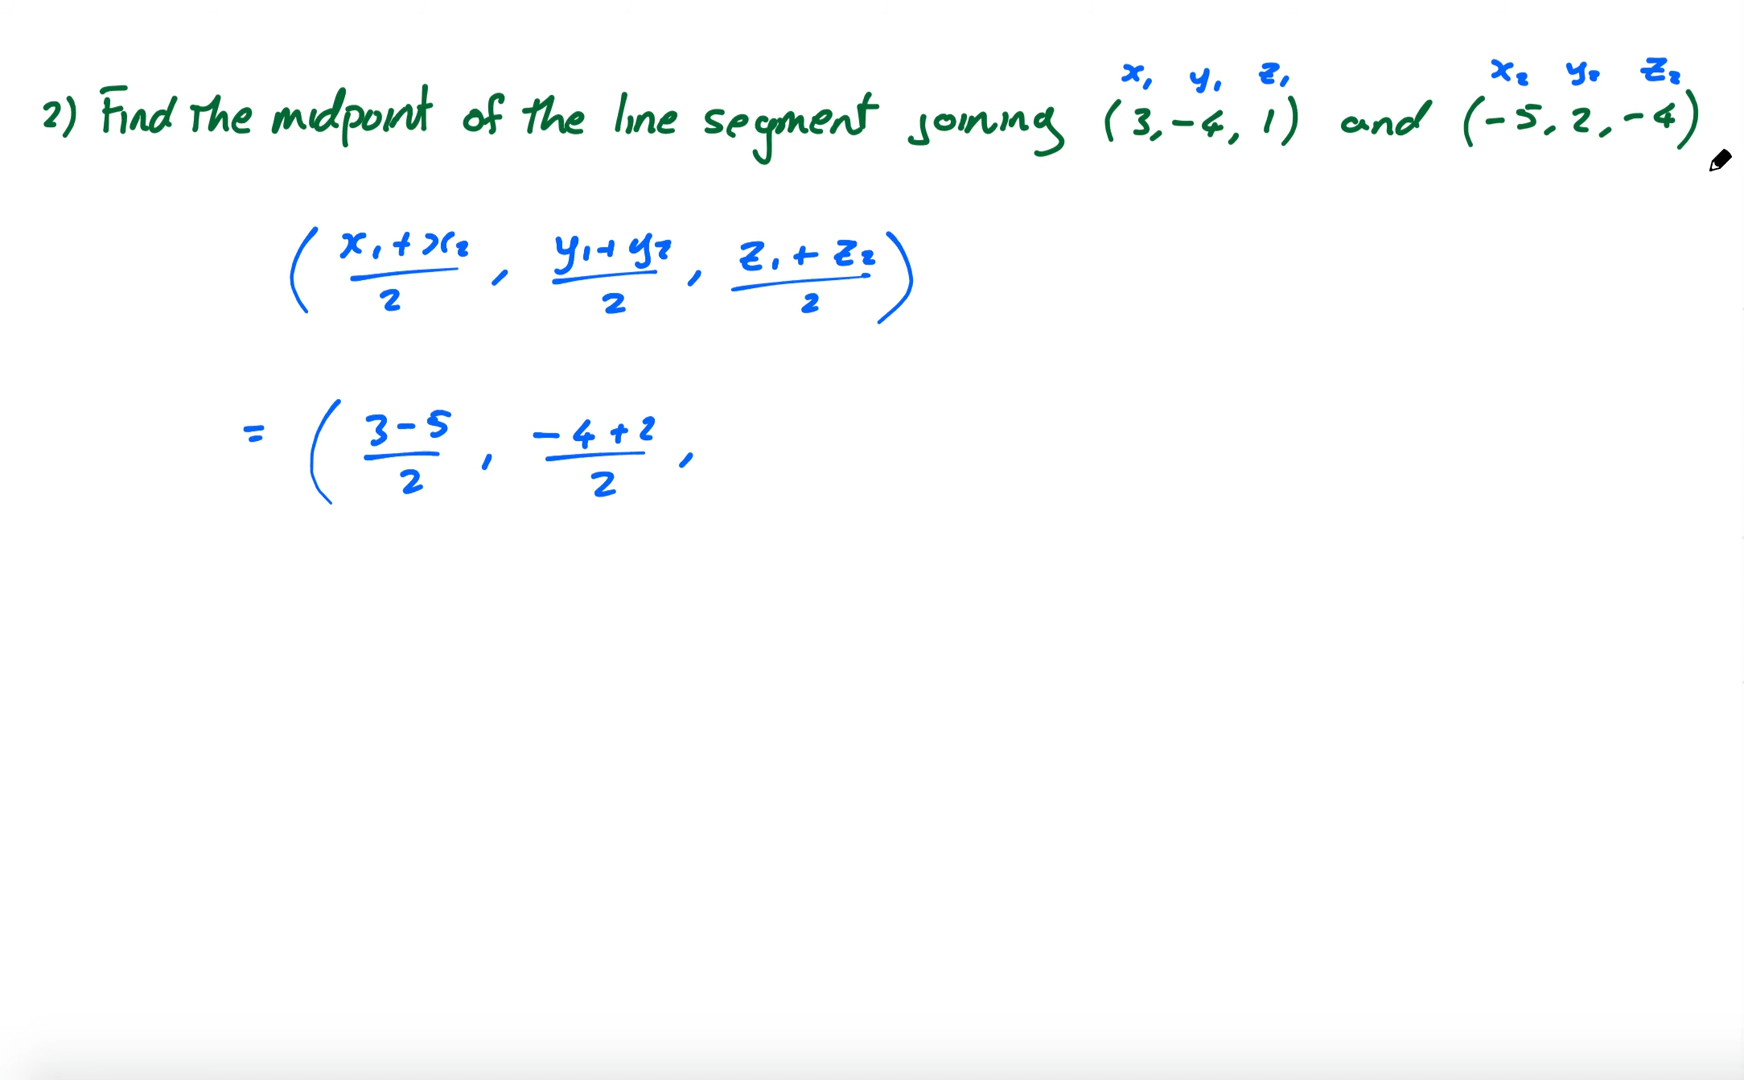 x₁ y₁ z₁ x₂ y₂ z₂
2) Find the midpoint of the line segment joining (3,-4, 1) and (-5, 2, -4)
( x₁+x₂/2 , y₁+y₂/2 , z₁+z₂/2 )
= ( 3-5/2 , -4+2/2 ,